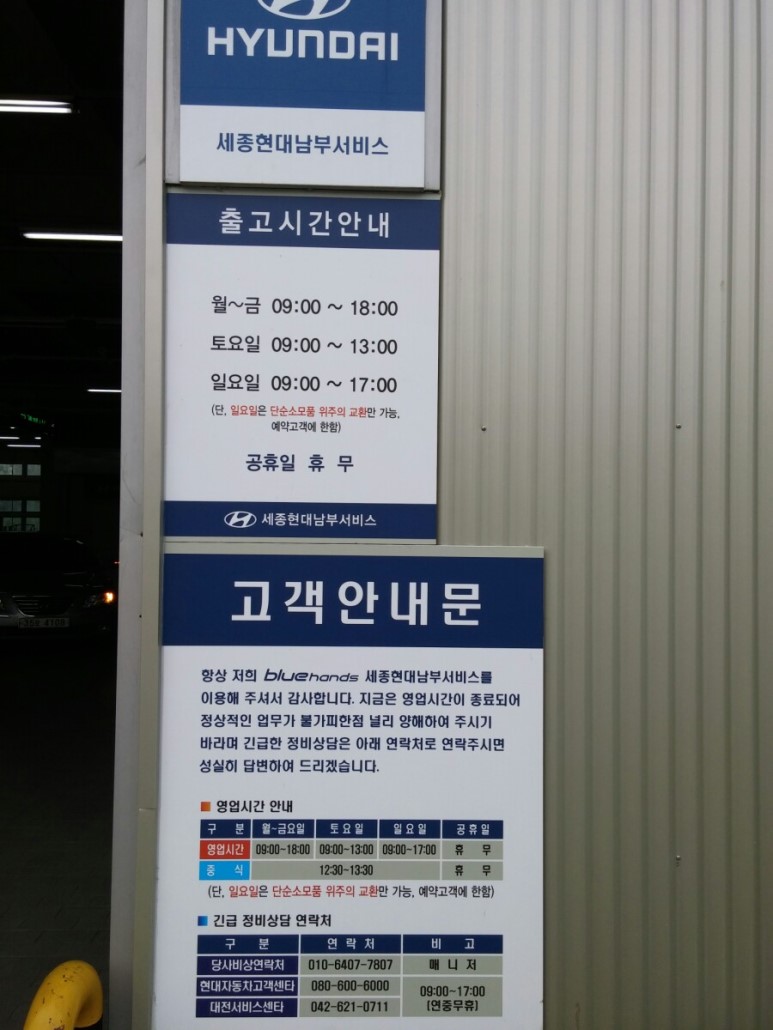 HYUNDAI
세종현대남부서비스
출고시간안내
월~금 09:00 ~ 18:00
토요일 09:00 ~ 13:00
일요일 09:00 ~ 17:00
(단, 일요일은 단순소모품 위주의 교환만 가능,
예약고객에 한함)
공휴일 휴 무
세종현대남부서비스
고객안내문
항상 저희 bluehands 세종현대남부서비스를
이용해 주셔서 감사합니다. 지금은 영업시간이 종료되어
정상적인 업무가 불가피한점 널리 양해하여 주시기
바라며 긴급한 정비상담은 아래 연락처로 연락주시면
성실히 답변하여 드리겠습니다.
영업시간 안내
구 분 월~금요일 토요일 일요일 공휴일
영업시간 09:00~18:00 09:00~13:00 09:00~17:00 휴 무
중 식 12:30~13:30 휴 무
(단, 일요일은 단순소모품 위주의 교환만 가능, 예약고객에 한함)
긴급 정비상담 연락처
구 분 연 락 처 비 고
당사비상연락처 010-6407-7807 매 니 저
현대자동차고객센타 080-600-6000 09:00~17:00
대전서비스센타 042-621-0711 (연중무휴)